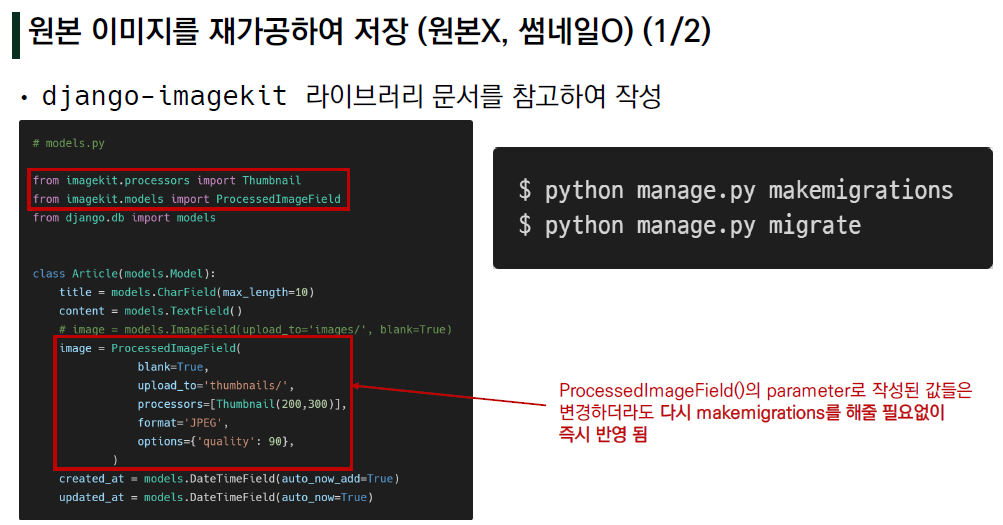 원본 이미지를 재가공하여 저장 (원본X, 썸네일O) (1/2)
• django-imagekit 라이브러리 문서를 참고하여 작성
# models.py
from imagekit.processors import Thumbnail
from imagekit.models import ProcessedImageField
from django.db import models
class Article(models.Model):
    title = models.CharField(max_length=10)
    content = models.TextField()
    # image = models.ImageField(upload_to='images/', blank=True)
    image = ProcessedImageField(
                blank=True,
                upload_to='thumbnails/',
                processors=[Thumbnail(200,300)],
                format='JPEG',
                options={'quality': 90},
            )
    created_at = models.DateTimeField(auto_now_add=True)
    updated_at = models.DateTimeField(auto_now=True)
$ python manage.py makemigrations
$ python manage.py migrate
ProcessedImageField()의 parameter로 작성된 값들은
변경하더라도 다시 makemigrations를 해줄 필요없이
즉시 반영 됨